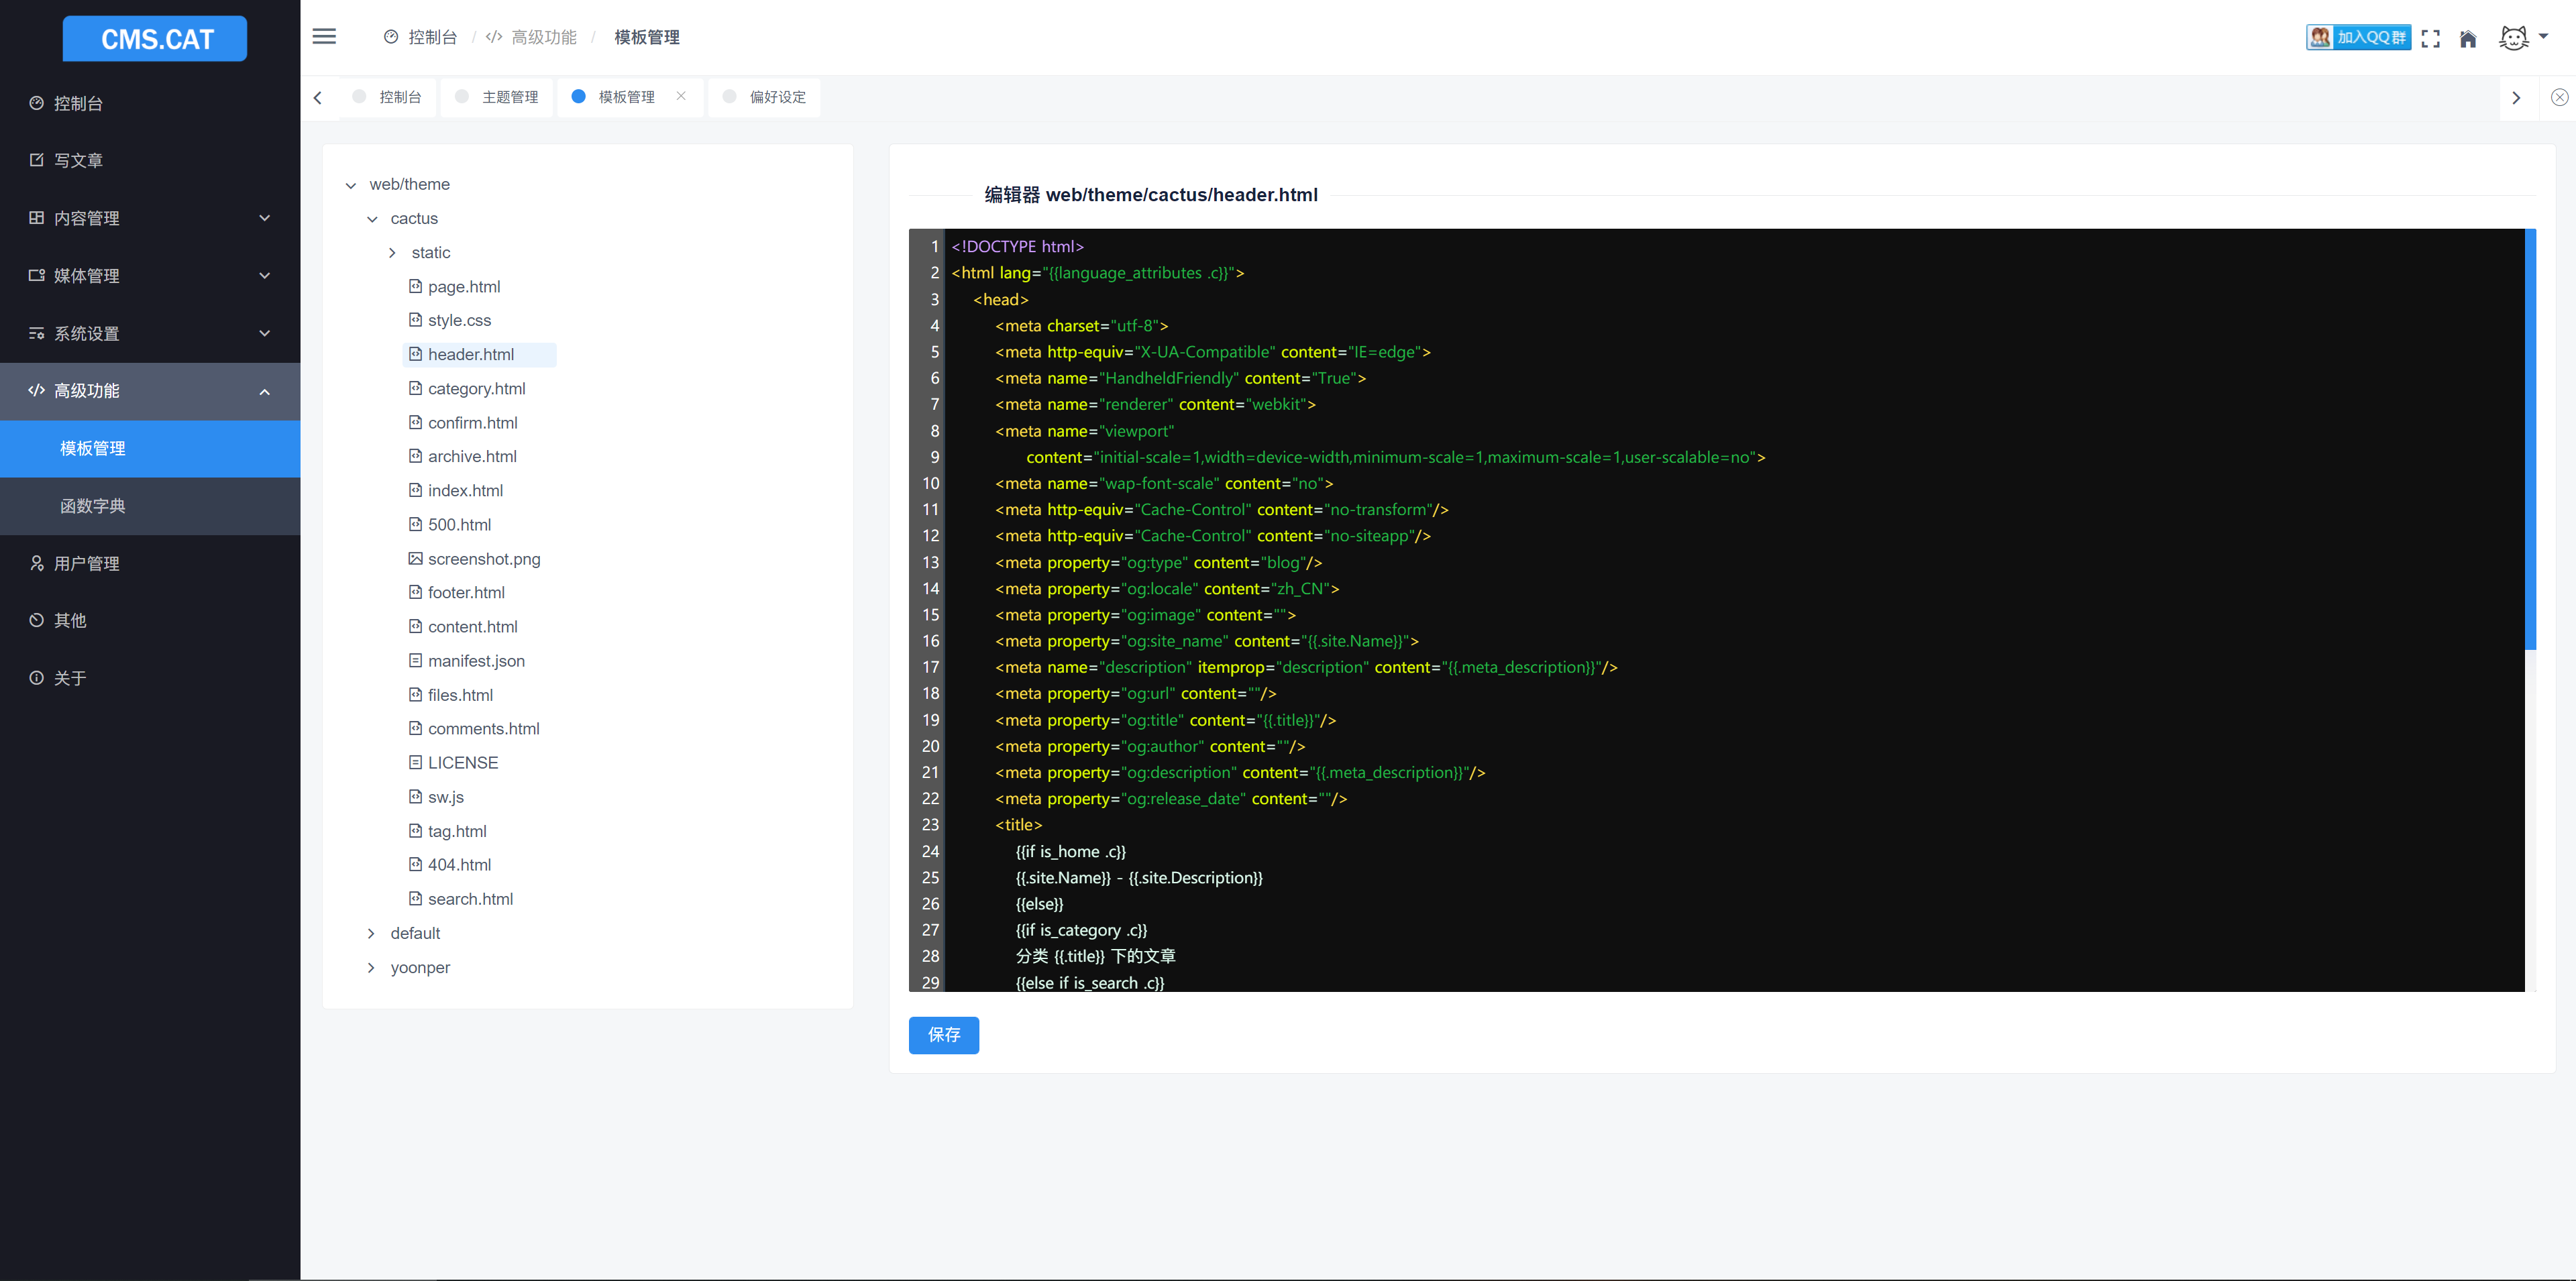 CMS.CAT
控制台
写文章
内容管理
媒体管理
系统设置
高级功能
模板管理
函数字典
用户管理
其他
关于
控制台 / 高级功能 / 模板管理
加入QQ群
控制台
主题管理
模板管理
偏好设定
web/theme
cactus
static
page.html
style.css
header.html
category.html
confirm.html
archive.html
index.html
500.html
screenshot.png
footer.html
content.html
manifest.json
files.html
comments.html
LICENSE
sw.js
tag.html
404.html
search.html
default
yoonper
编辑器 web/theme/cactus/header.html
1 <!DOCTYPE html>
2 <html lang="{{language_attributes .c}}">
3 <head>
4 <meta charset="utf-8">
5 <meta http-equiv="X-UA-Compatible" content="IE=edge">
6 <meta name="HandheldFriendly" content="True">
7 <meta name="renderer" content="webkit">
8 <meta name="viewport"
9 content="initial-scale=1,width=device-width,minimum-scale=1,maximum-scale=1,user-scalable=no">
10 <meta name="wap-font-scale" content="no">
11 <meta http-equiv="Cache-Control" content="no-transform"/>
12 <meta http-equiv="Cache-Control" content="no-siteapp"/>
13 <meta property="og:type" content="blog"/>
14 <meta property="og:locale" content="zh_CN">
15 <meta property="og:image" content="">
16 <meta property="og:site_name" content="{{.site.Name}}">
17 <meta name="description" itemprop="description" content="{{.meta_description}}"/>
18 <meta property="og:url" content=""/>
19 <meta property="og:title" content="{{.title}}"/>
20 <meta property="og:author" content=""/>
21 <meta property="og:description" content="{{.meta_description}}"/>
22 <meta property="og:release_date" content=""/>
23 <title>
24 {{if is_home .c}}
25 {{.site.Name}} - {{.site.Description}}
26 {{else}}
27 {{if is_category .c}}
28 分类 {{.title}} 下的文章
29 {{else if is_search .c}}
保存